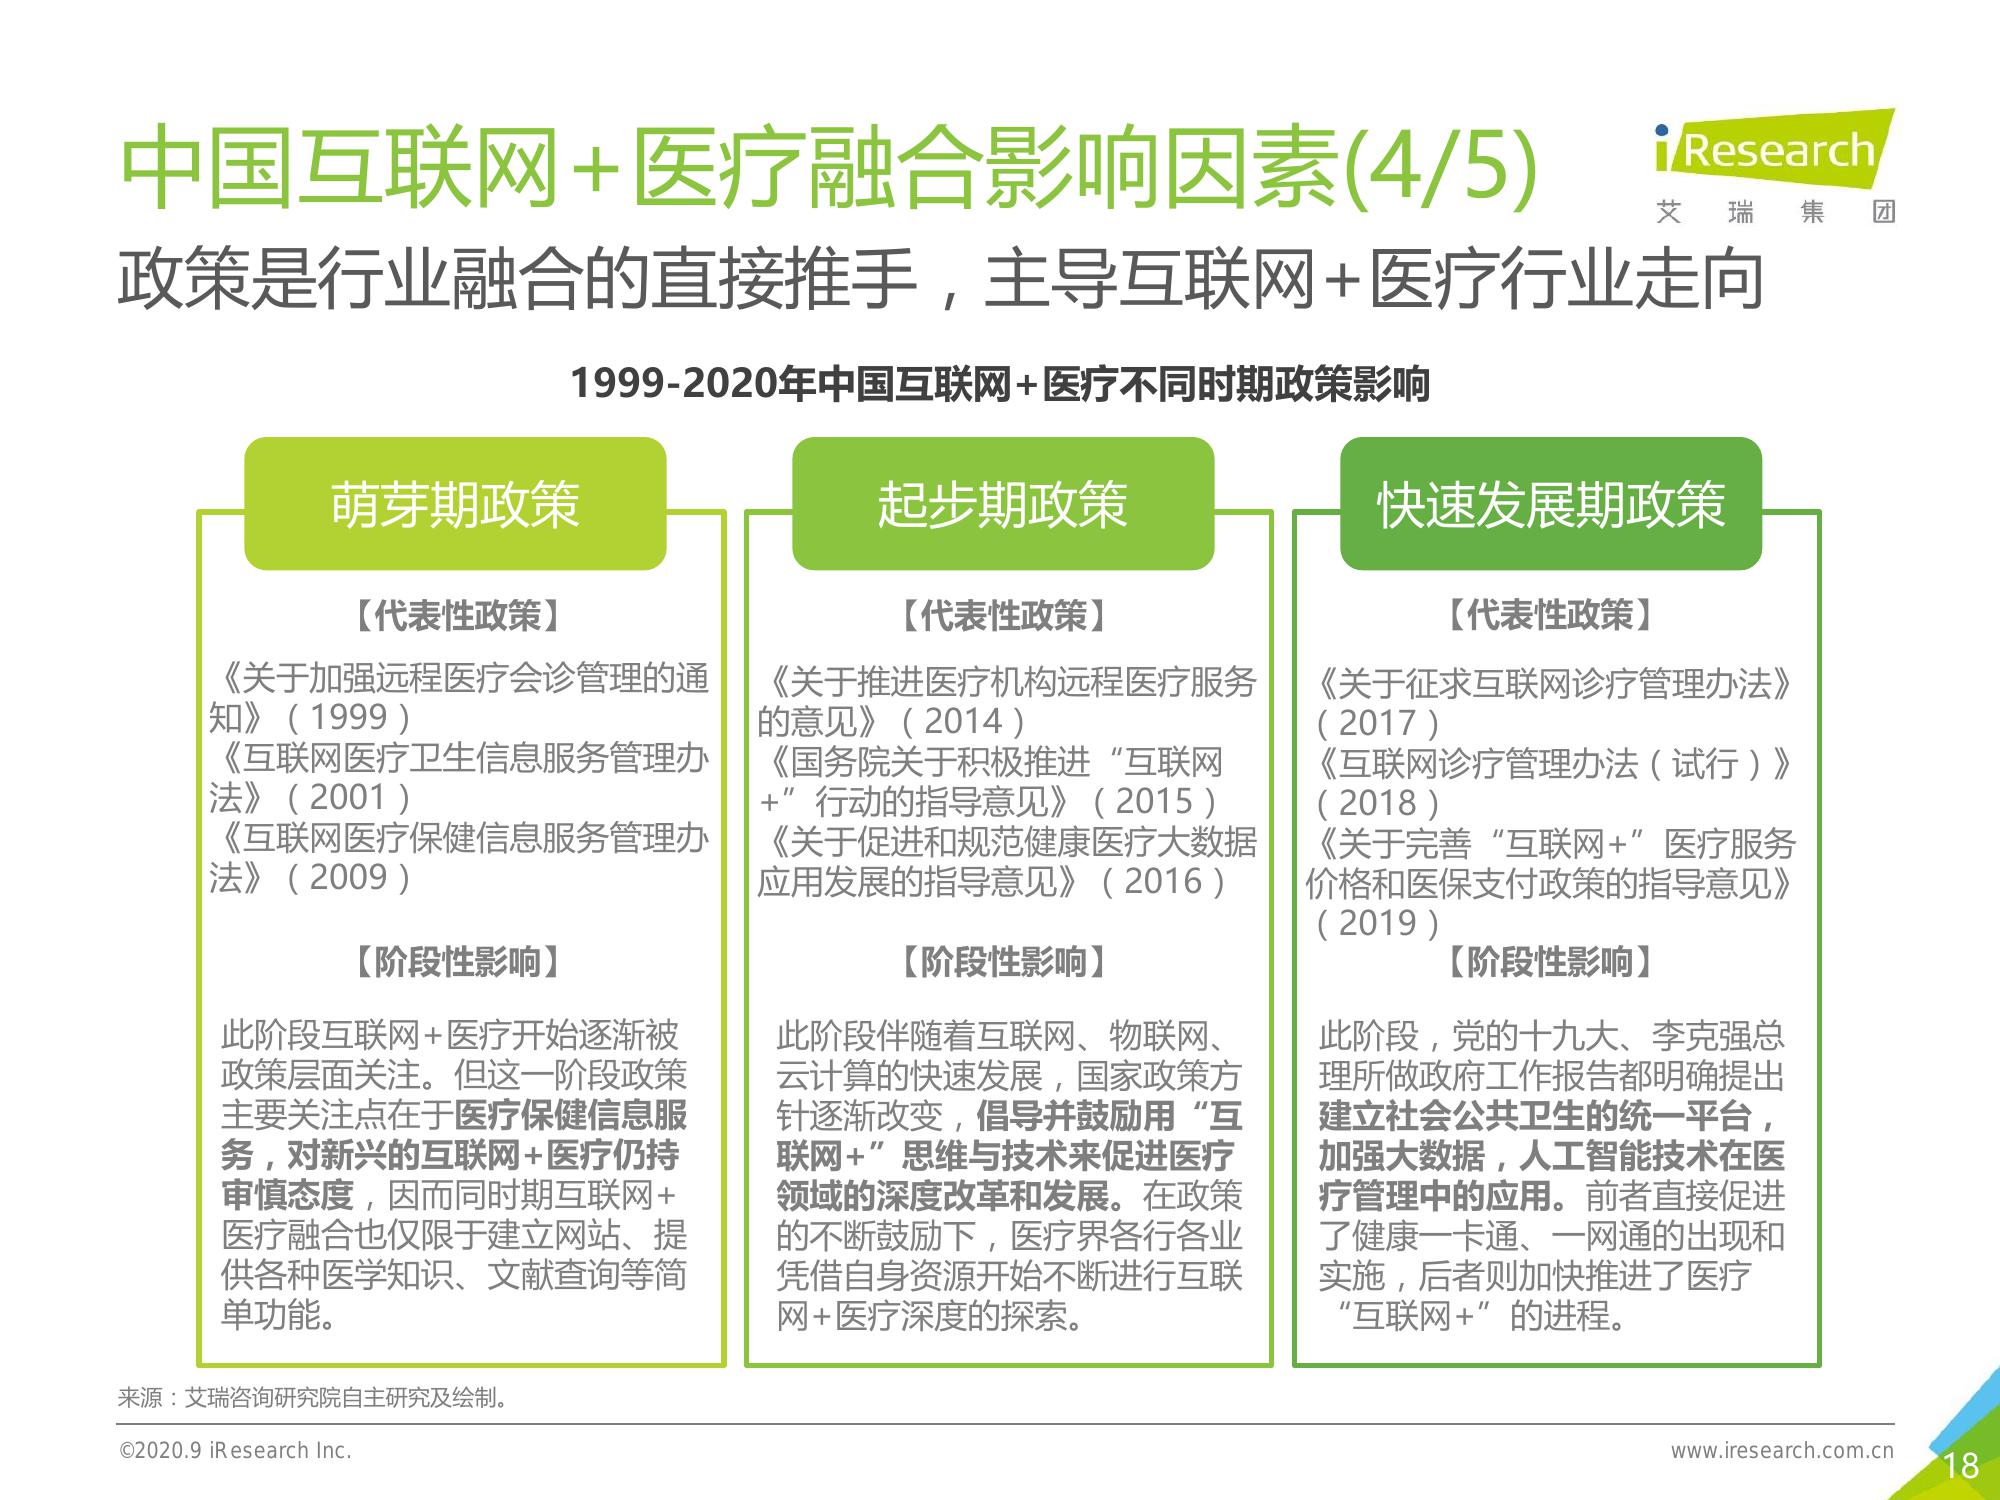 中国互联网+医疗融合影响因素(4/5)
iResearch
艾瑞集团
政策是行业融合的直接推手，主导互联网+医疗行业走向
1999-2020年中国互联网+医疗不同时期政策影响
萌芽期政策
【代表性政策】
《关于加强远程医疗会诊管理的通
知》（1999）
《互联网医疗卫生信息服务管理办
法》（2001）
《互联网医疗保健信息服务管理办
法》（2009）
【阶段性影响】
此阶段互联网+医疗开始逐渐被
政策层面关注。但这一阶段政策
主要关注点在于医疗保健信息服
务，对新兴的互联网+医疗仍持
审慎态度，因而同时期互联网+
医疗融合也仅限于建立网站、提
供各种医学知识、文献查询等简
单功能。
起步期政策
【代表性政策】
《关于推进医疗机构远程医疗服务
的意见》（2014）
《国务院关于积极推进“互联网
+”行动的指导意见》（2015）
《关于促进和规范健康医疗大数据
应用发展的指导意见》（2016）
【阶段性影响】
此阶段伴随着互联网、物联网、
云计算的快速发展，国家政策方
针逐渐改变，倡导并鼓励用“互
联网+”思维与技术来促进医疗
领域的深度改革和发展。在政策
的不断鼓励下，医疗界各行各业
凭借自身资源开始不断进行互联
网+医疗深度的探索。
快速发展期政策
【代表性政策】
《关于征求互联网诊疗管理办法》
（2017）
《互联网诊疗管理办法（试行）》
（2018）
《关于完善“互联网+”医疗服务
价格和医保支付政策的指导意见》
（2019）
【阶段性影响】
此阶段，党的十九大、李克强总
理所做政府工作报告都明确提出
建立社会公共卫生的统一平台，
加强大数据，人工智能技术在医
疗管理中的应用。前者直接促进
了健康一卡通、一网通的出现和
实施，后者则加快推进了医疗
“互联网+”的进程。
来源：艾瑞咨询研究院自主研究及绘制。
©2020.9 iResearch Inc.
www.iresearch.com.cn
18